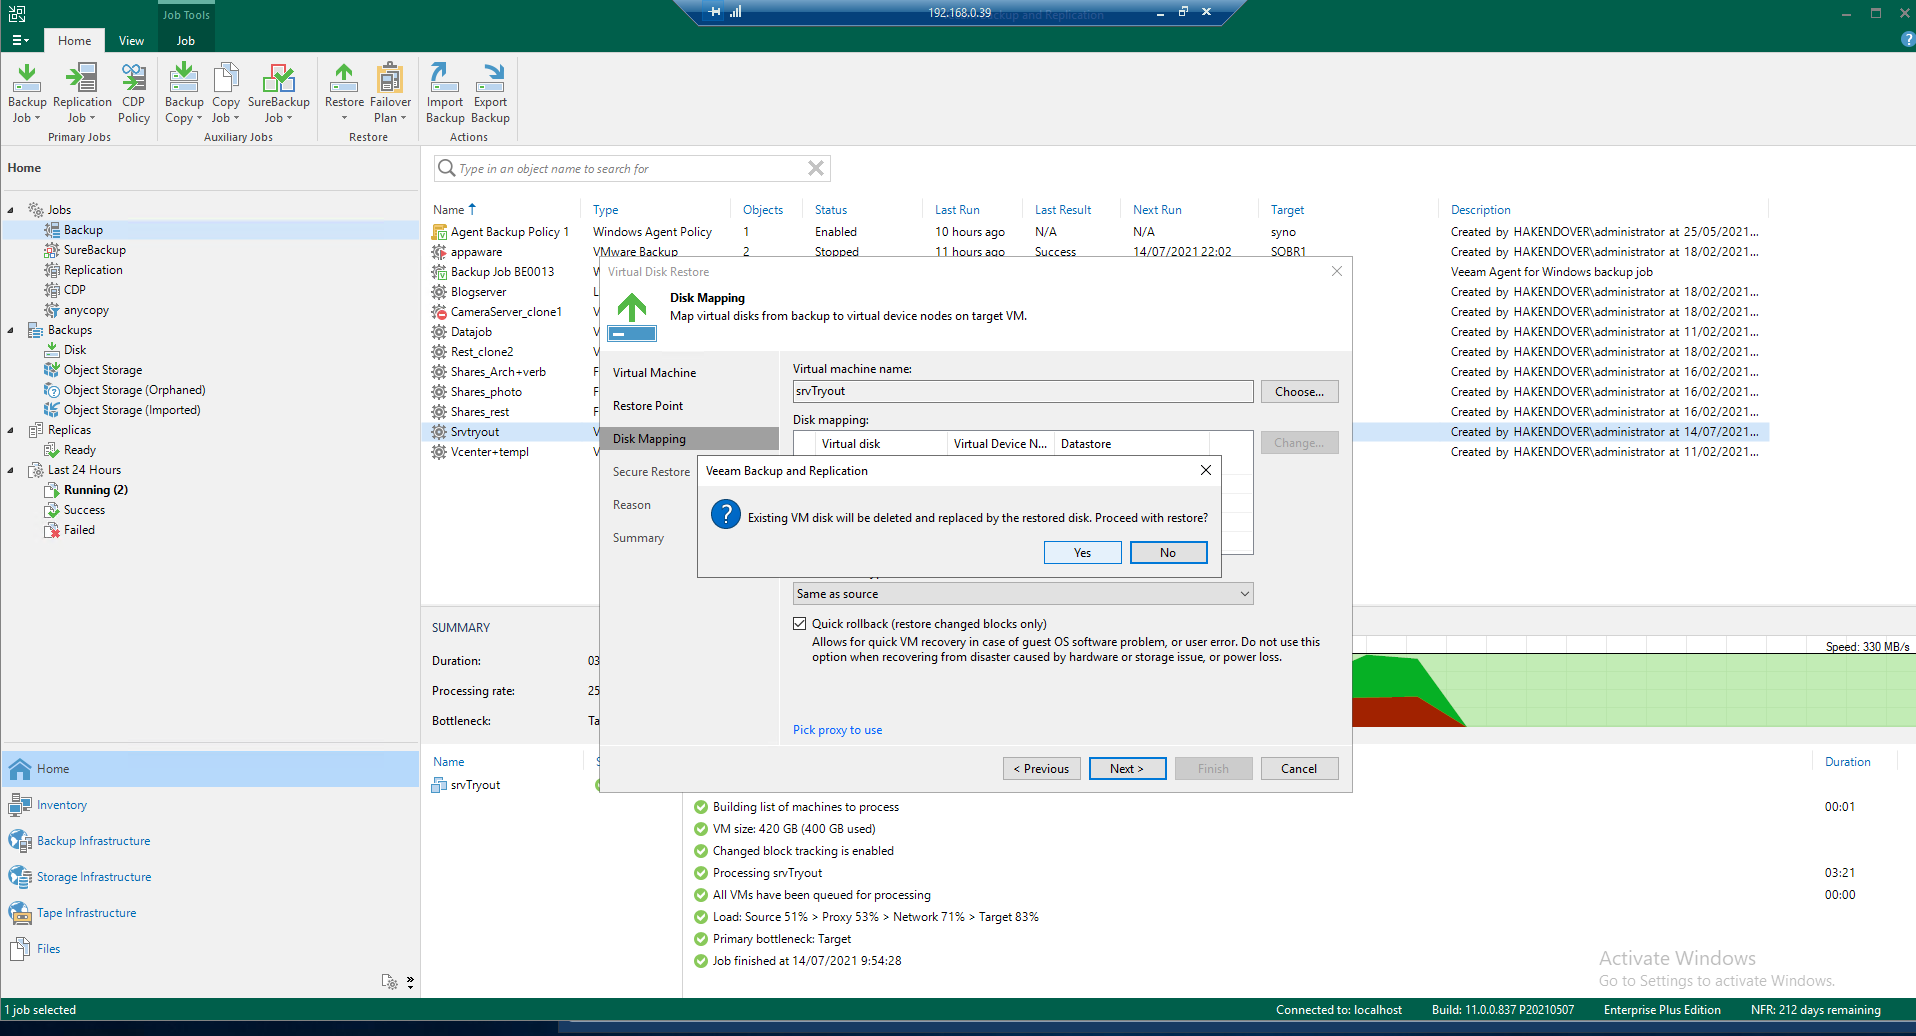 Job Tools
192.168.0.39
Backup and Replication
Home
View
Job
Backup Job
Replication Job
CDP Policy
Primary Jobs
Backup Copy
Copy Job
SureBackup Job
Auxiliary Jobs
Restore
Failover Plan
Restore
Import Backup
Export Backup
Actions
Home
Jobs
Backup
SureBackup
Replication
CDP
anycopy
Backups
Disk
Object Storage
Object Storage (Orphaned)
Object Storage (Imported)
Replicas
Ready
Last 24 Hours
Running (2)
Success
Failed
Home
Inventory
Backup Infrastructure
Storage Infrastructure
Tape Infrastructure
Files
Type in an object name to search for
Name Type Objects Status Last Run Last Result Next Run Target Description
Agent Backup Policy 1 Windows Agent Policy 1 Enabled 10 hours ago N/A N/A syno Created by HAKENDOVER\administrator at 25/05/2021...
appaware VMware Backup 2 Stopped 11 hours ago Success 14/07/2021 22:02 SOBR1 Created by HAKENDOVER\administrator at 18/02/2021...
Backup Job BE0013 W Veeam Agent for Windows backup job
Blogserver L Created by HAKENDOVER\administrator at 18/02/2021...
CameraServer_clone1 V Created by HAKENDOVER\administrator at 18/02/2021...
Datajob V Created by HAKENDOVER\administrator at 11/02/2021...
Rest_clone2 V Created by HAKENDOVER\administrator at 18/02/2021...
Shares_Arch+verb F Created by HAKENDOVER\administrator at 16/02/2021...
Shares_photo F Created by HAKENDOVER\administrator at 16/02/2021...
Shares_rest F Created by HAKENDOVER\administrator at 16/02/2021...
Srvtryout V Created by HAKENDOVER\administrator at 14/07/2021...
Vcenter+templ V Created by HAKENDOVER\administrator at 11/02/2021...
Virtual Disk Restore
Disk Mapping
Map virtual disks from backup to virtual device nodes on target VM.
Virtual Machine
Restore Point
Disk Mapping
Secure Restore
Reason
Summary
Virtual machine name:
srvTryout
Choose...
Disk mapping:
Virtual disk Virtual Device N... Datastore
Change...
Veeam Backup and Replication
Existing VM disk will be deleted and replaced by the restored disk. Proceed with restore?
Yes
No
Same as source
Quick rollback (restore changed blocks only)
Allows for quick VM recovery in case of guest OS software problem, or user error. Do not use this
option when recovering from disaster caused by hardware or storage issue, or power loss.
Pick proxy to use
< Previous
Next >
Finish
Cancel
SUMMARY
Duration: 03
Processing rate: 25
Bottleneck: Ta
Speed: 330 MB/s
Name S Duration
srvTryout
Building list of machines to process 00:01
VM size: 420 GB (400 GB used)
Changed block tracking is enabled
Processing srvTryout 03:21
All VMs have been queued for processing 00:00
Load: Source 51% > Proxy 53% > Network 71% > Target 83%
Primary bottleneck: Target
Job finished at 14/07/2021 9:54:28
Activate Windows
Go to Settings to activate Windows.
1 job selected
Connected to: localhost
Build: 11.0.0.837 P20210507
Enterprise Plus Edition
NFR: 212 days remaining